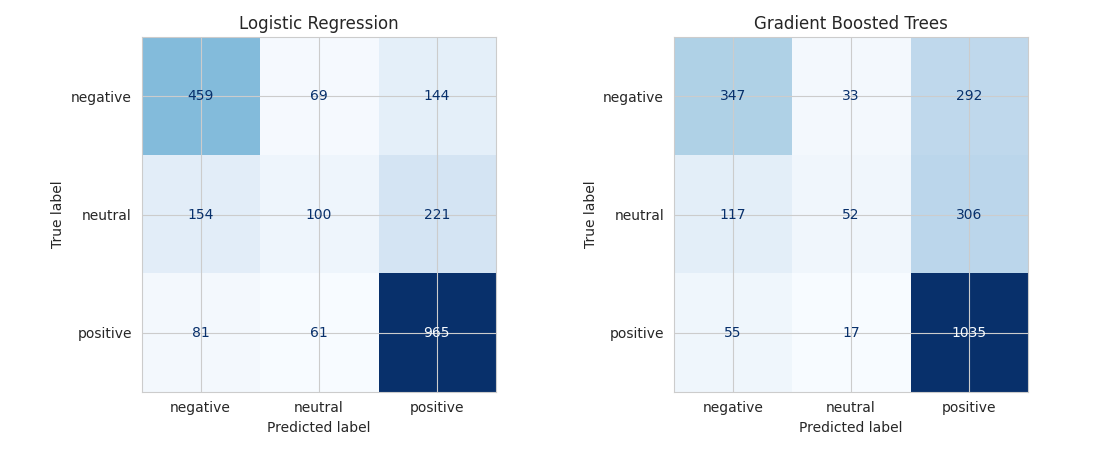 Logistic Regression
negative 459 69 144
neutral 154 100 221
positive 81 61 965
negative neutral positive
Predicted label
True label
Gradient Boosted Trees
negative 347 33 292
neutral 117 52 306
positive 55 17 1035
negative neutral positive
Predicted label
True label